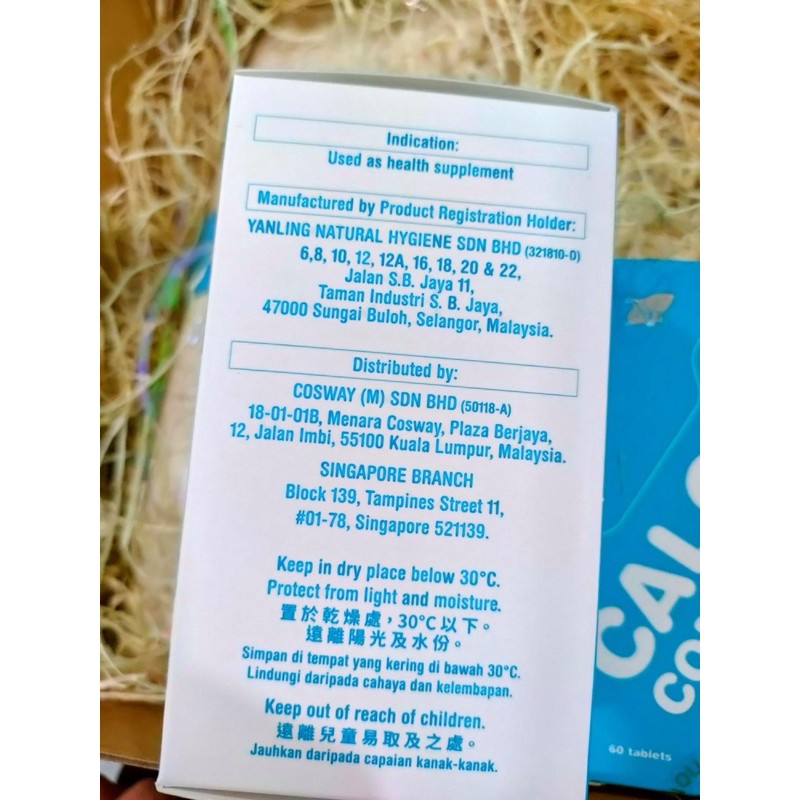 Indication:
Used as health supplement
Manufactured by Product Registration Holder:
YANLING NATURAL HYGIENE SDN BHD (321810-D)
6,8, 10, 12, 12A, 16, 18, 20 & 22,
Jalan S.B. Jaya 11,
Taman Industri S. B. Jaya,
47000 Sungai Buloh, Selangor, Malaysia.
Distributed by:
COSWAY (M) SDN BHD (50118-A)
18-01-01B, Menara Cosway, Plaza Berjaya,
12, Jalan Imbi, 55100 Kuala Lumpur, Malaysia.
SINGAPORE BRANCH
Block 139, Tampines Street 11,
#01-78, Singapore 521139.
Keep in dry place below 30°C.
Protect from light and moisture.
置於乾燥處，30°C以下。
遠離陽光及水份。
Simpan di tempat yang kering di bawah 30°C.
Lindungi daripada cahaya dan kelembapan.
Keep out of reach of children.
遠離兒童易取及之處。
Jauhkan daripada capaian kanak-kanak.
CAL
CO
60 tablets